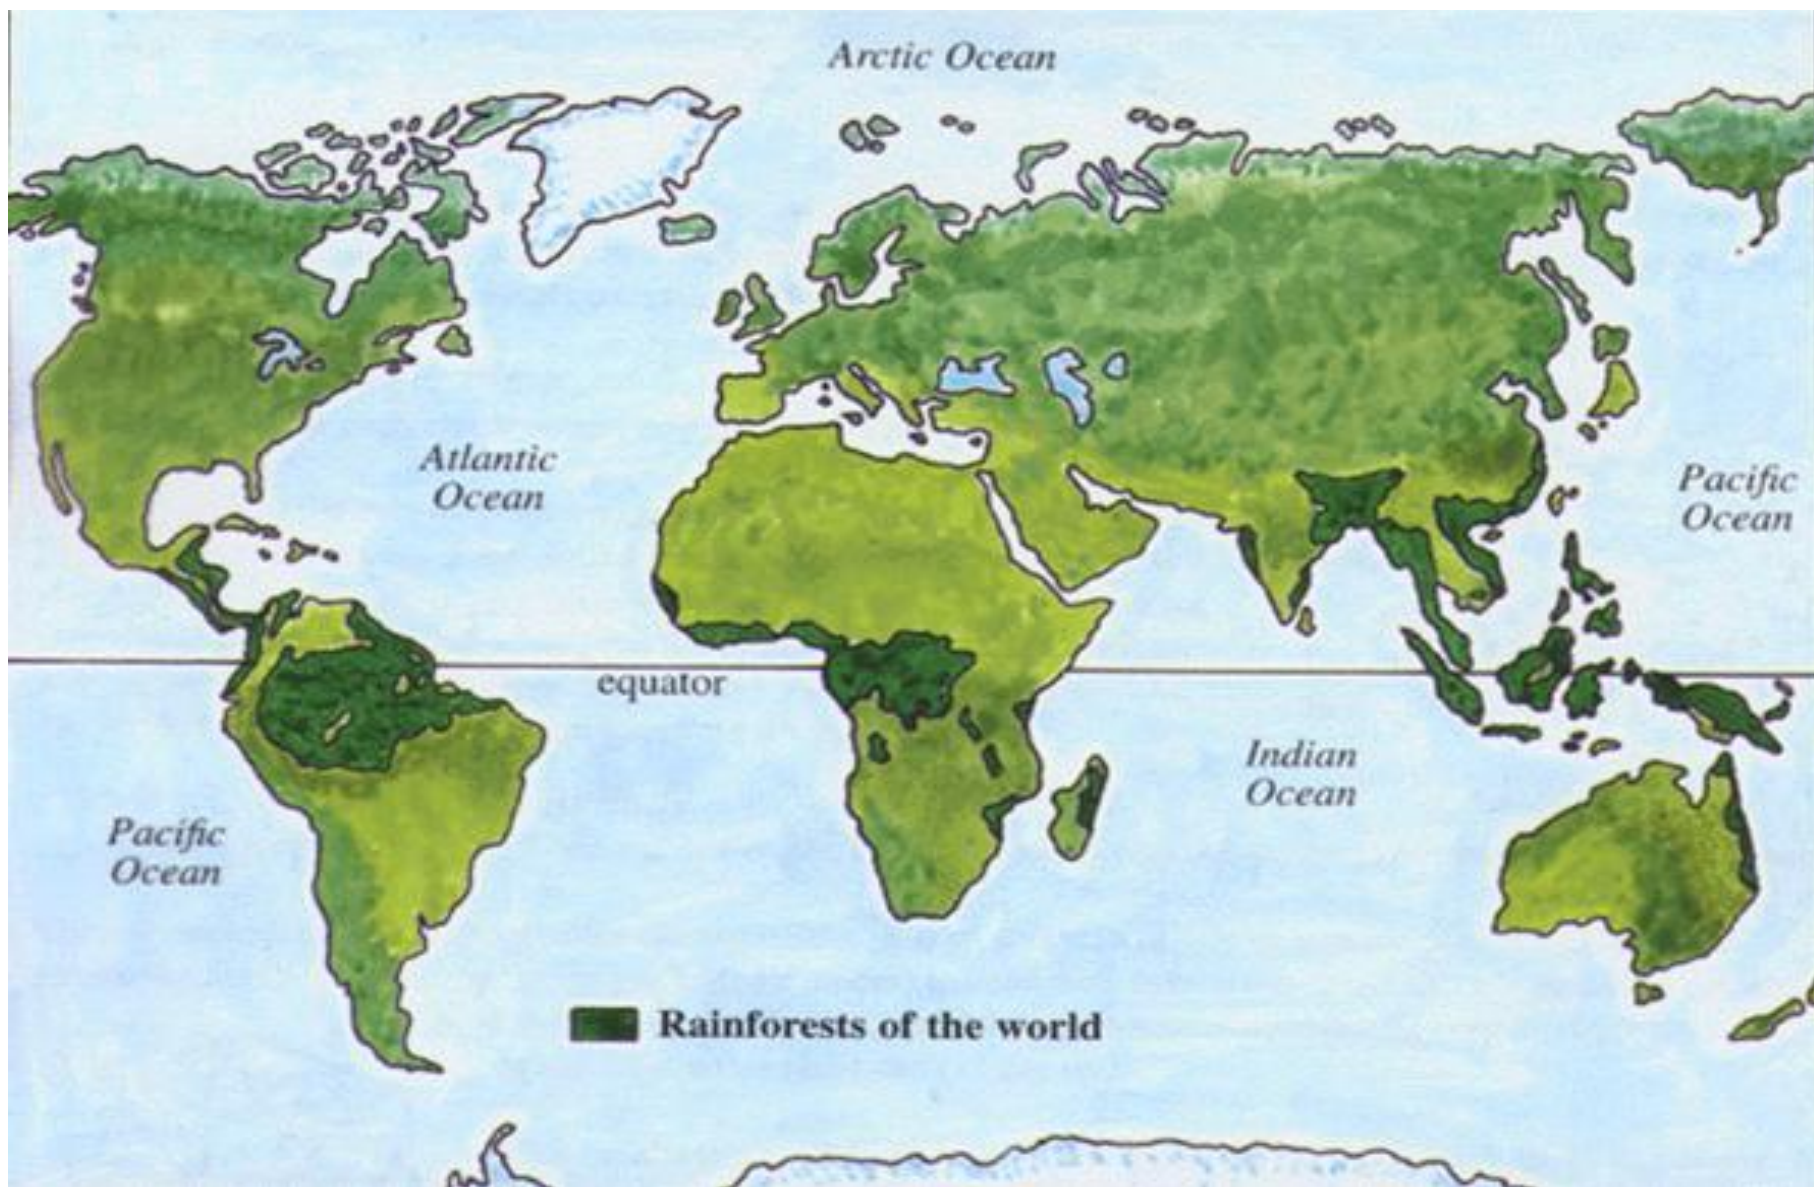 Arctic Ocean
Atlantic
Ocean
Pacific
Ocean
equator
Indian
Ocean
Pacific
Ocean
Rainforests of the world